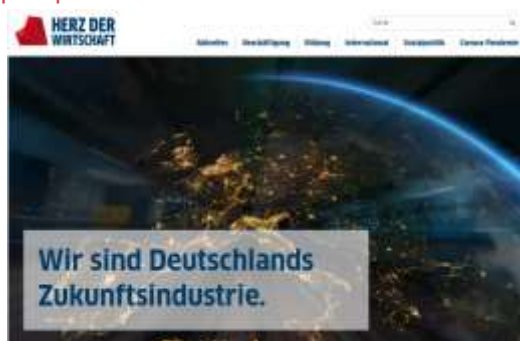 HERZ DER
WIRTSCHAFT
Aktuelles Beschäftigung Bildung International Sozialpolitik Corona-Pandemie
Wir sind Deutschlands
Zukunftsindustrie.